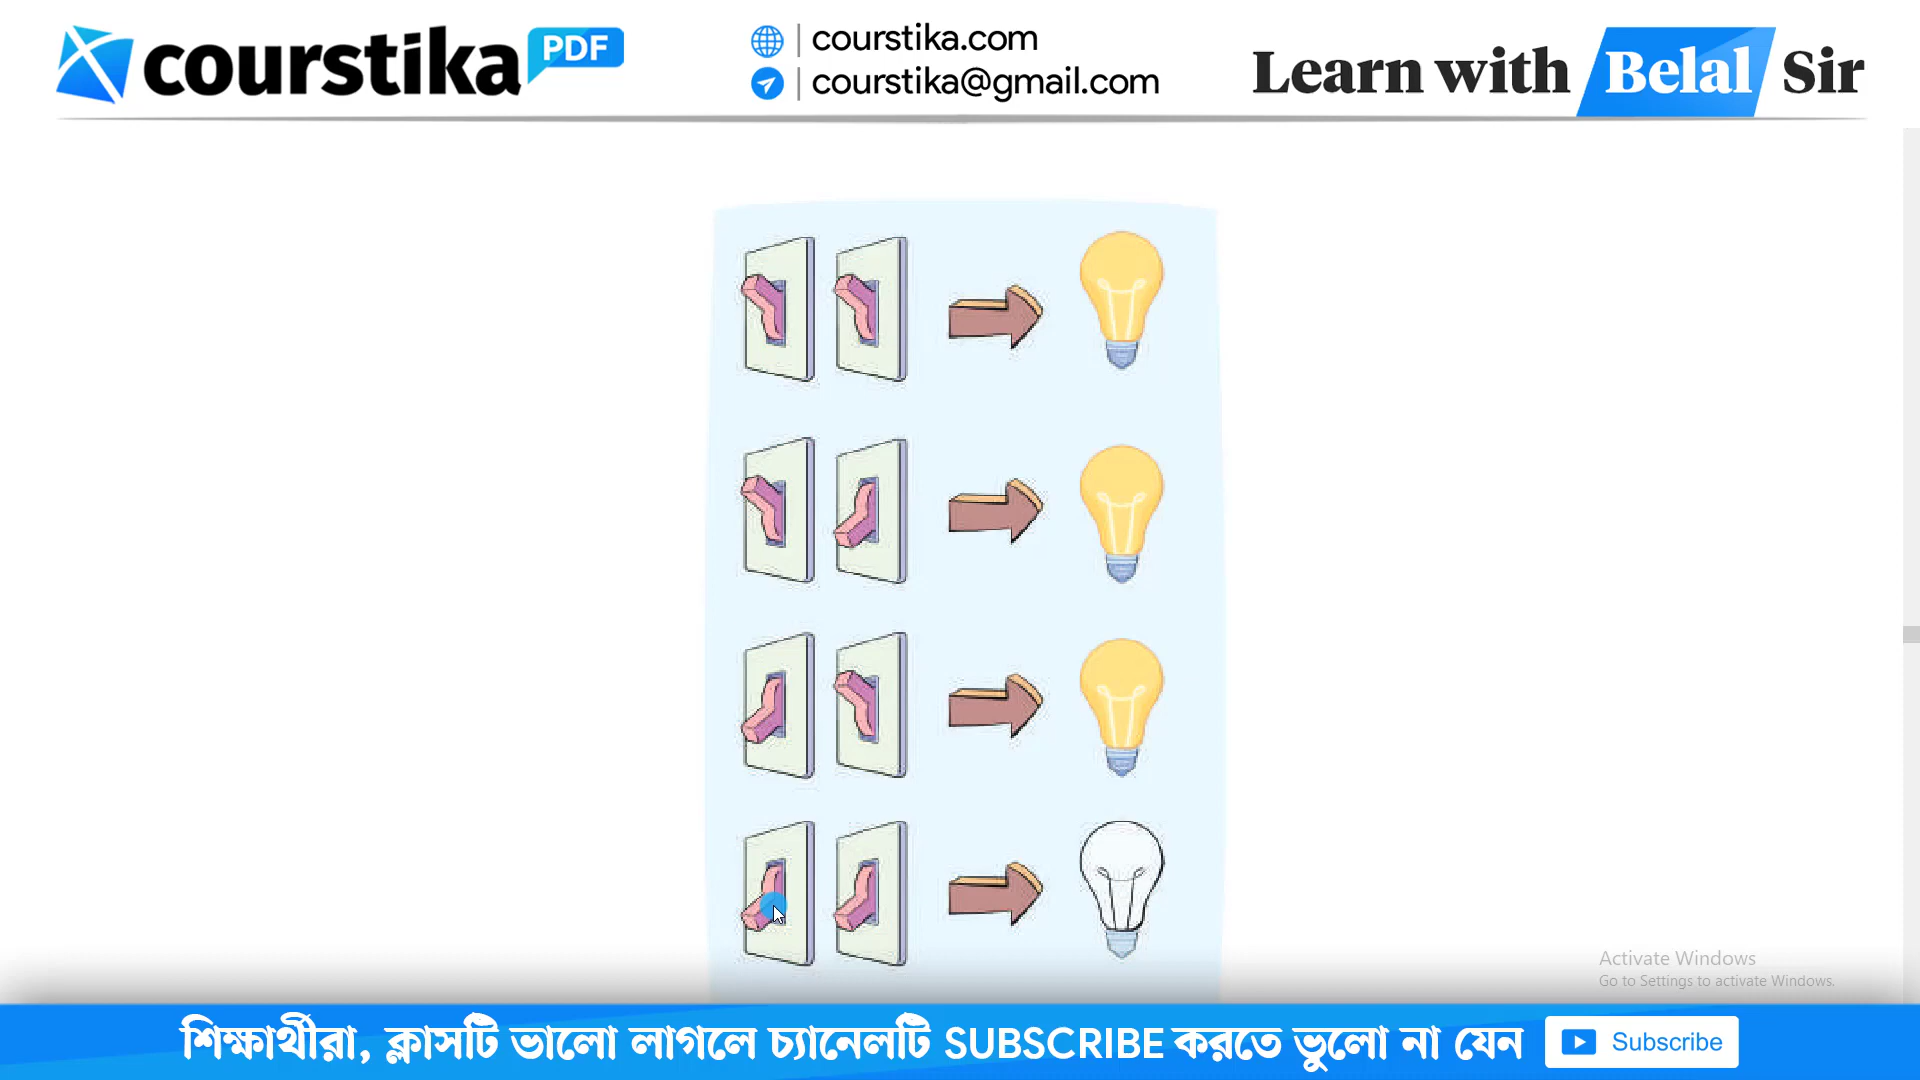 courstika PDF
courstika.com
courstika@gmail.com
Learn with Belal Sir
Activate Windows
Go to Settings to activate Windows.
শিক্ষার্থীরা, ক্লাসটি ভালো লাগলে চ্যানেলটি SUBSCRIBE করতে ভুলো না যেন
Subscribe